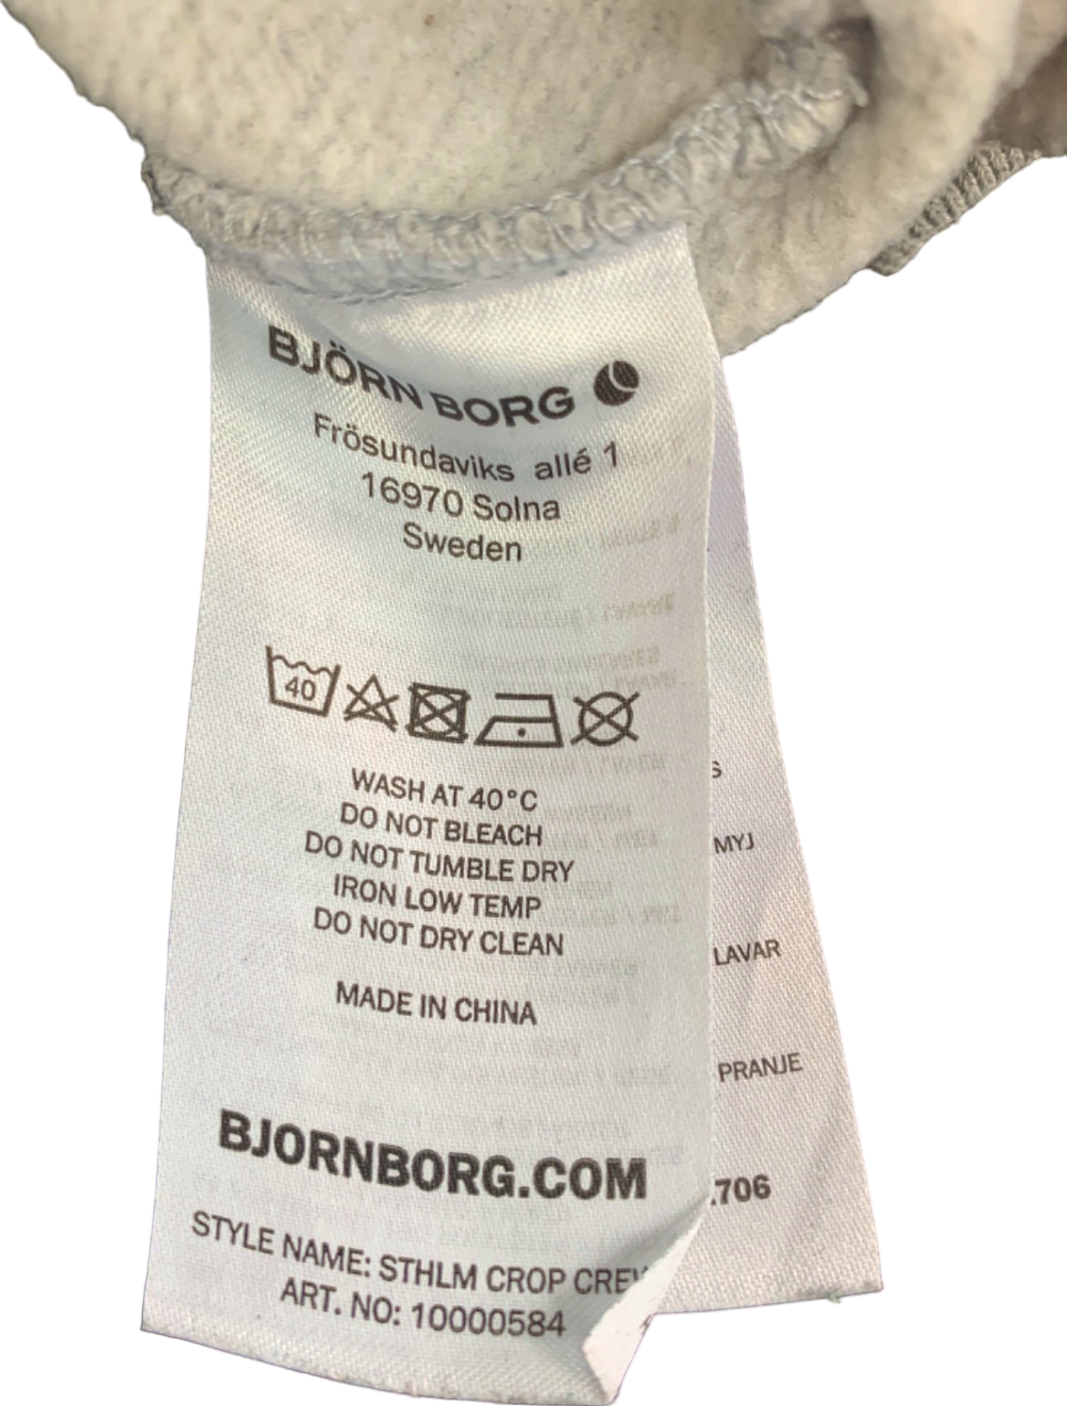 BJÖRN BORG
Frösundaviks allé 1
16970 Solna
Sweden
40
WASH AT 40°C
DO NOT BLEACH
DO NOT TUMBLE DRY
IRON LOW TEMP
DO NOT DRY CLEAN
MADE IN CHINA
BJORNBORG.COM
STYLE NAME: STHLM CROP
ART. NO: 10000584
MYJ
LAVAR
PRANJE
706